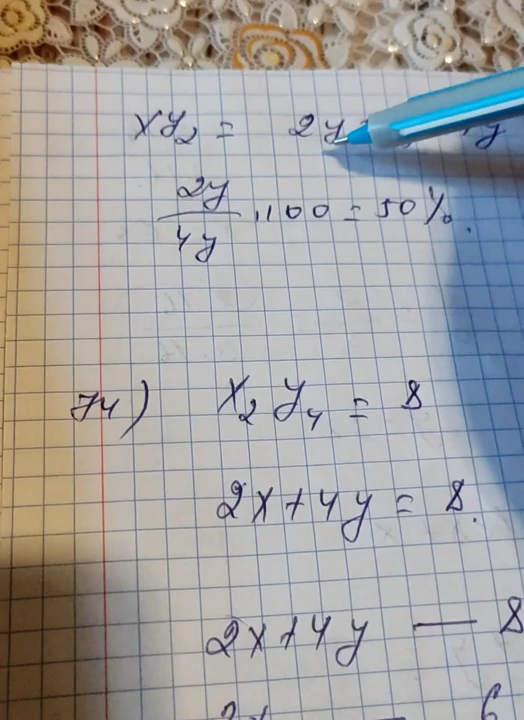 xy₂ = 2y
2y/4y · 100 = 50%.
74) x₂y₄ = 8
2x + 4y = 8.
2x + 4y — 8